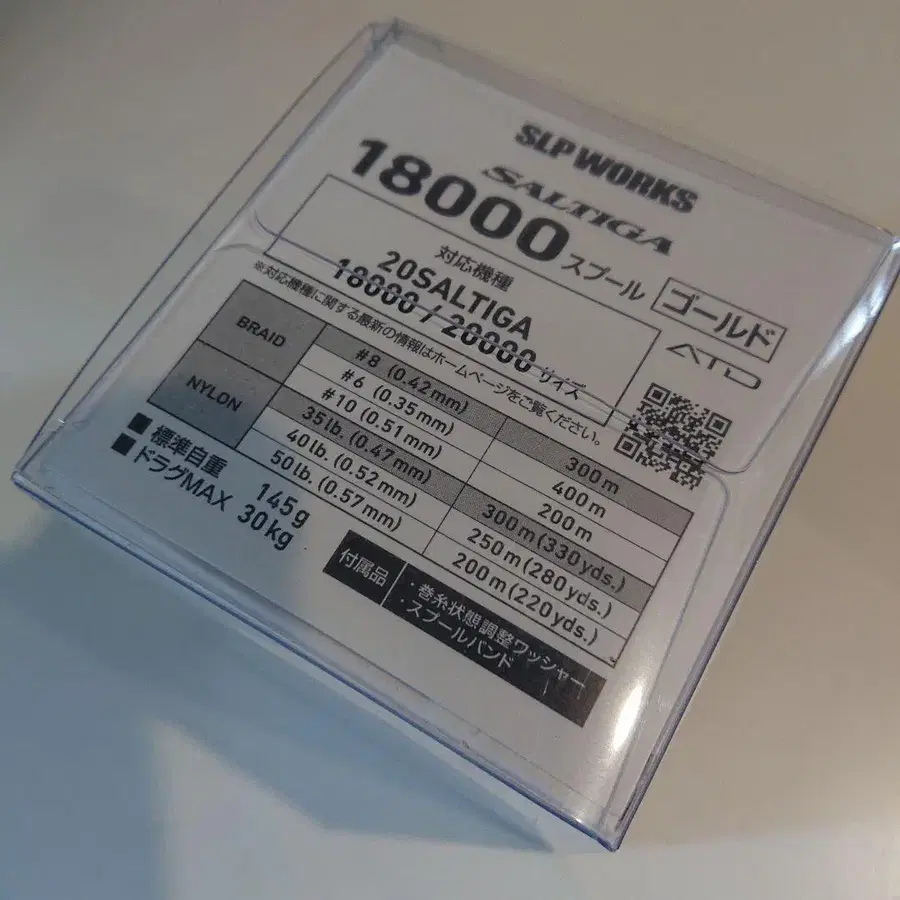 SLP WORKS
SALTIGA
18000 スプール ゴールド
対応機種
20SALTIGA
18000 / 20000 サイズ
ATD
※対応機種に関する最新の情報はホームページをご覧ください。
BRAID
#8 (0.42mm) 300m
#6 (0.35mm) 400m
#10 (0.51mm) 200m
NYLON
35lb. (0.47mm) 300m(330yds.)
40lb. (0.52mm) 250m(280yds.)
50lb. (0.57mm) 200m(220yds.)
■ 標準自重 145g
■ ドラグMAX 30kg
付属品
・巻糸状態調整ワッシャー
・スプールバンド